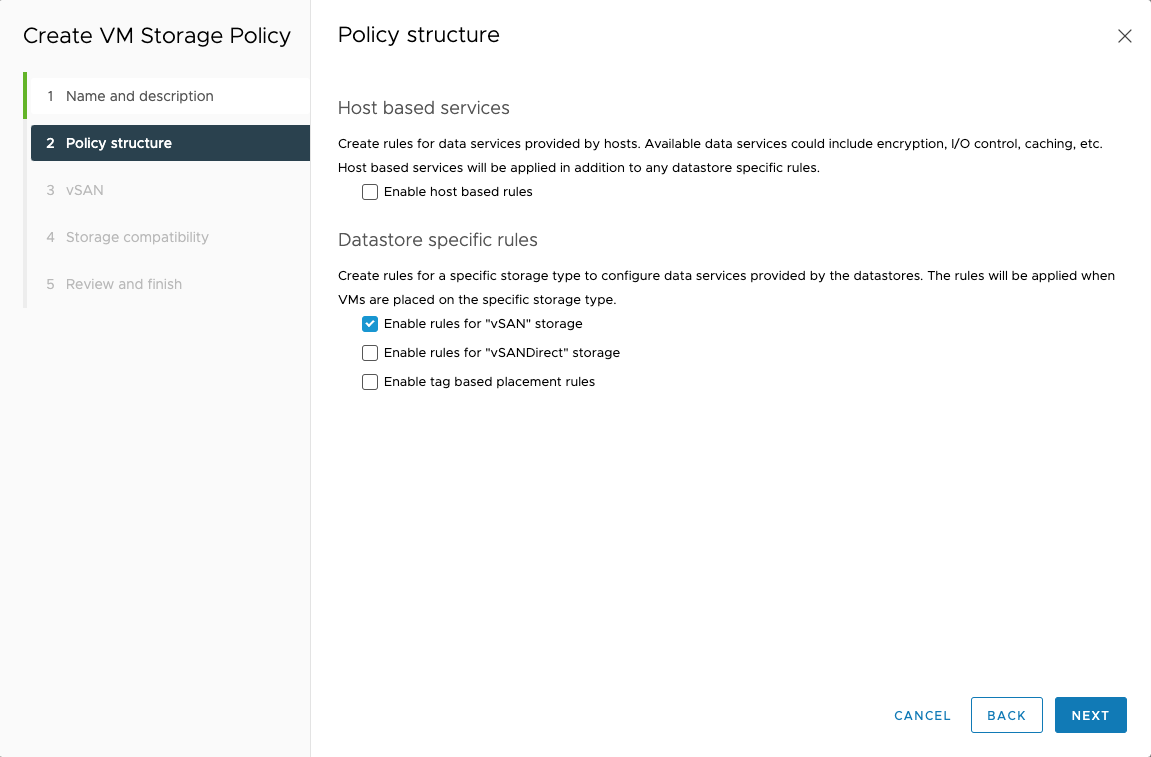 Create VM Storage Policy
1 Name and description
2 Policy structure
3 vSAN
4 Storage compatibility
5 Review and finish
Policy structure
Host based services
Create rules for data services provided by hosts. Available data services could include encryption, I/O control, caching, etc.
Host based services will be applied in addition to any datastore specific rules.
Enable host based rules
Datastore specific rules
Create rules for a specific storage type to configure data services provided by the datastores. The rules will be applied when
VMs are placed on the specific storage type.
Enable rules for "vSAN" storage
Enable rules for "vSANDirect" storage
Enable tag based placement rules
CANCEL
BACK
NEXT